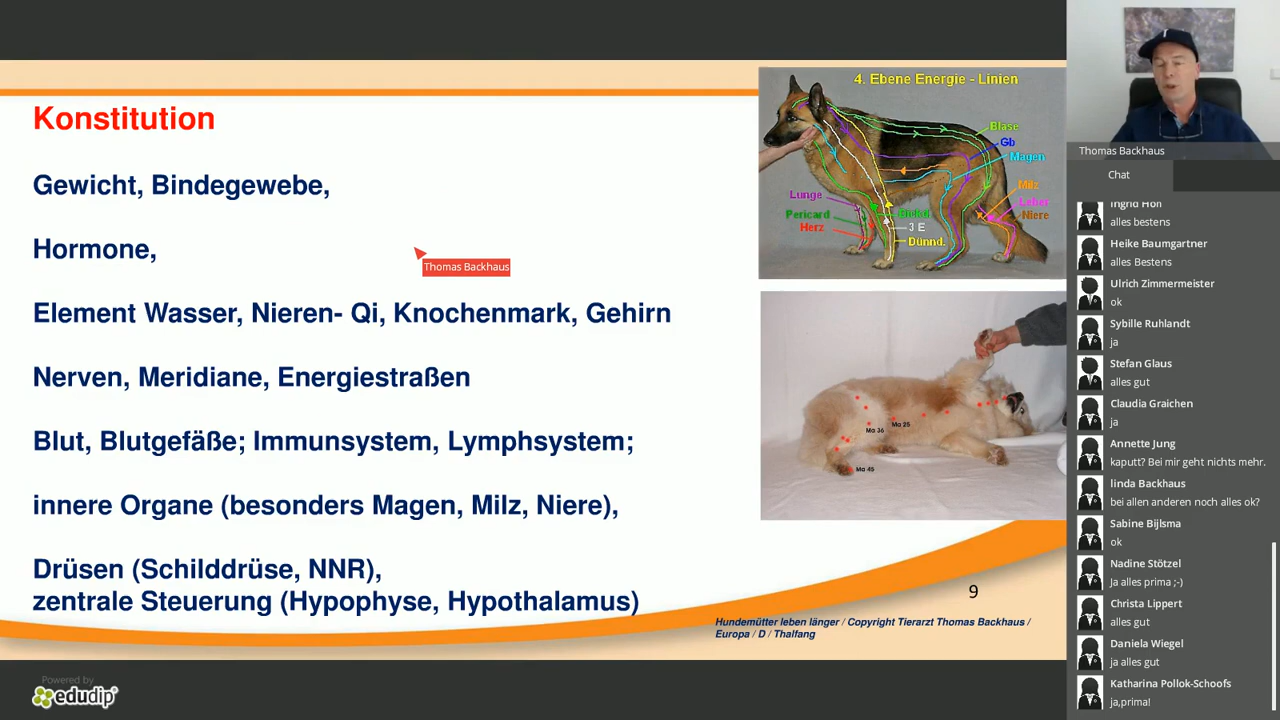 Konstitution
Gewicht, Bindegewebe,
Hormone,
Thomas Backhaus
Element Wasser, Nieren- Qi, Knochenmark, Gehirn
Nerven, Meridiane, Energiestraßen
Blut, Blutgefäße; Immunsystem, Lymphsystem;
innere Organe (besonders Magen, Milz, Niere),
Drüsen (Schilddrüse, NNR),
zentrale Steuerung (Hypophyse, Hypothalamus)
4. Ebene Energie - Linien
Blase
Gb
Magen
Milz
Leber
Niere
Lunge
Pericard
Herz
Dickd.
3 E
Dünnd.
Ma 36
Ma 25
Ma 45
9
Hundemütter leben länger / Copyright Tierarzt Thomas Backhaus /
Europa / D / Thalfang
Powered by
edudip
Thomas Backhaus
Chat
Ingrid Höll
alles bestens
Heike Baumgartner
alles Bestens
Ulrich Zimmermeister
ok
Sybille Ruhlandt
ja
Stefan Glaus
alles gut
Claudia Graichen
ja
Annette Jung
kaputt? Bei mir geht nichts mehr.
linda Backhaus
bei allen anderen noch alles ok?
Sabine Bijlsma
ok
Nadine Stötzel
Ja alles prima ;-)
Christa Lippert
alles gut
Daniela Wiegel
ja alles gut
Katharina Pollok-Schoofs
ja,prima!